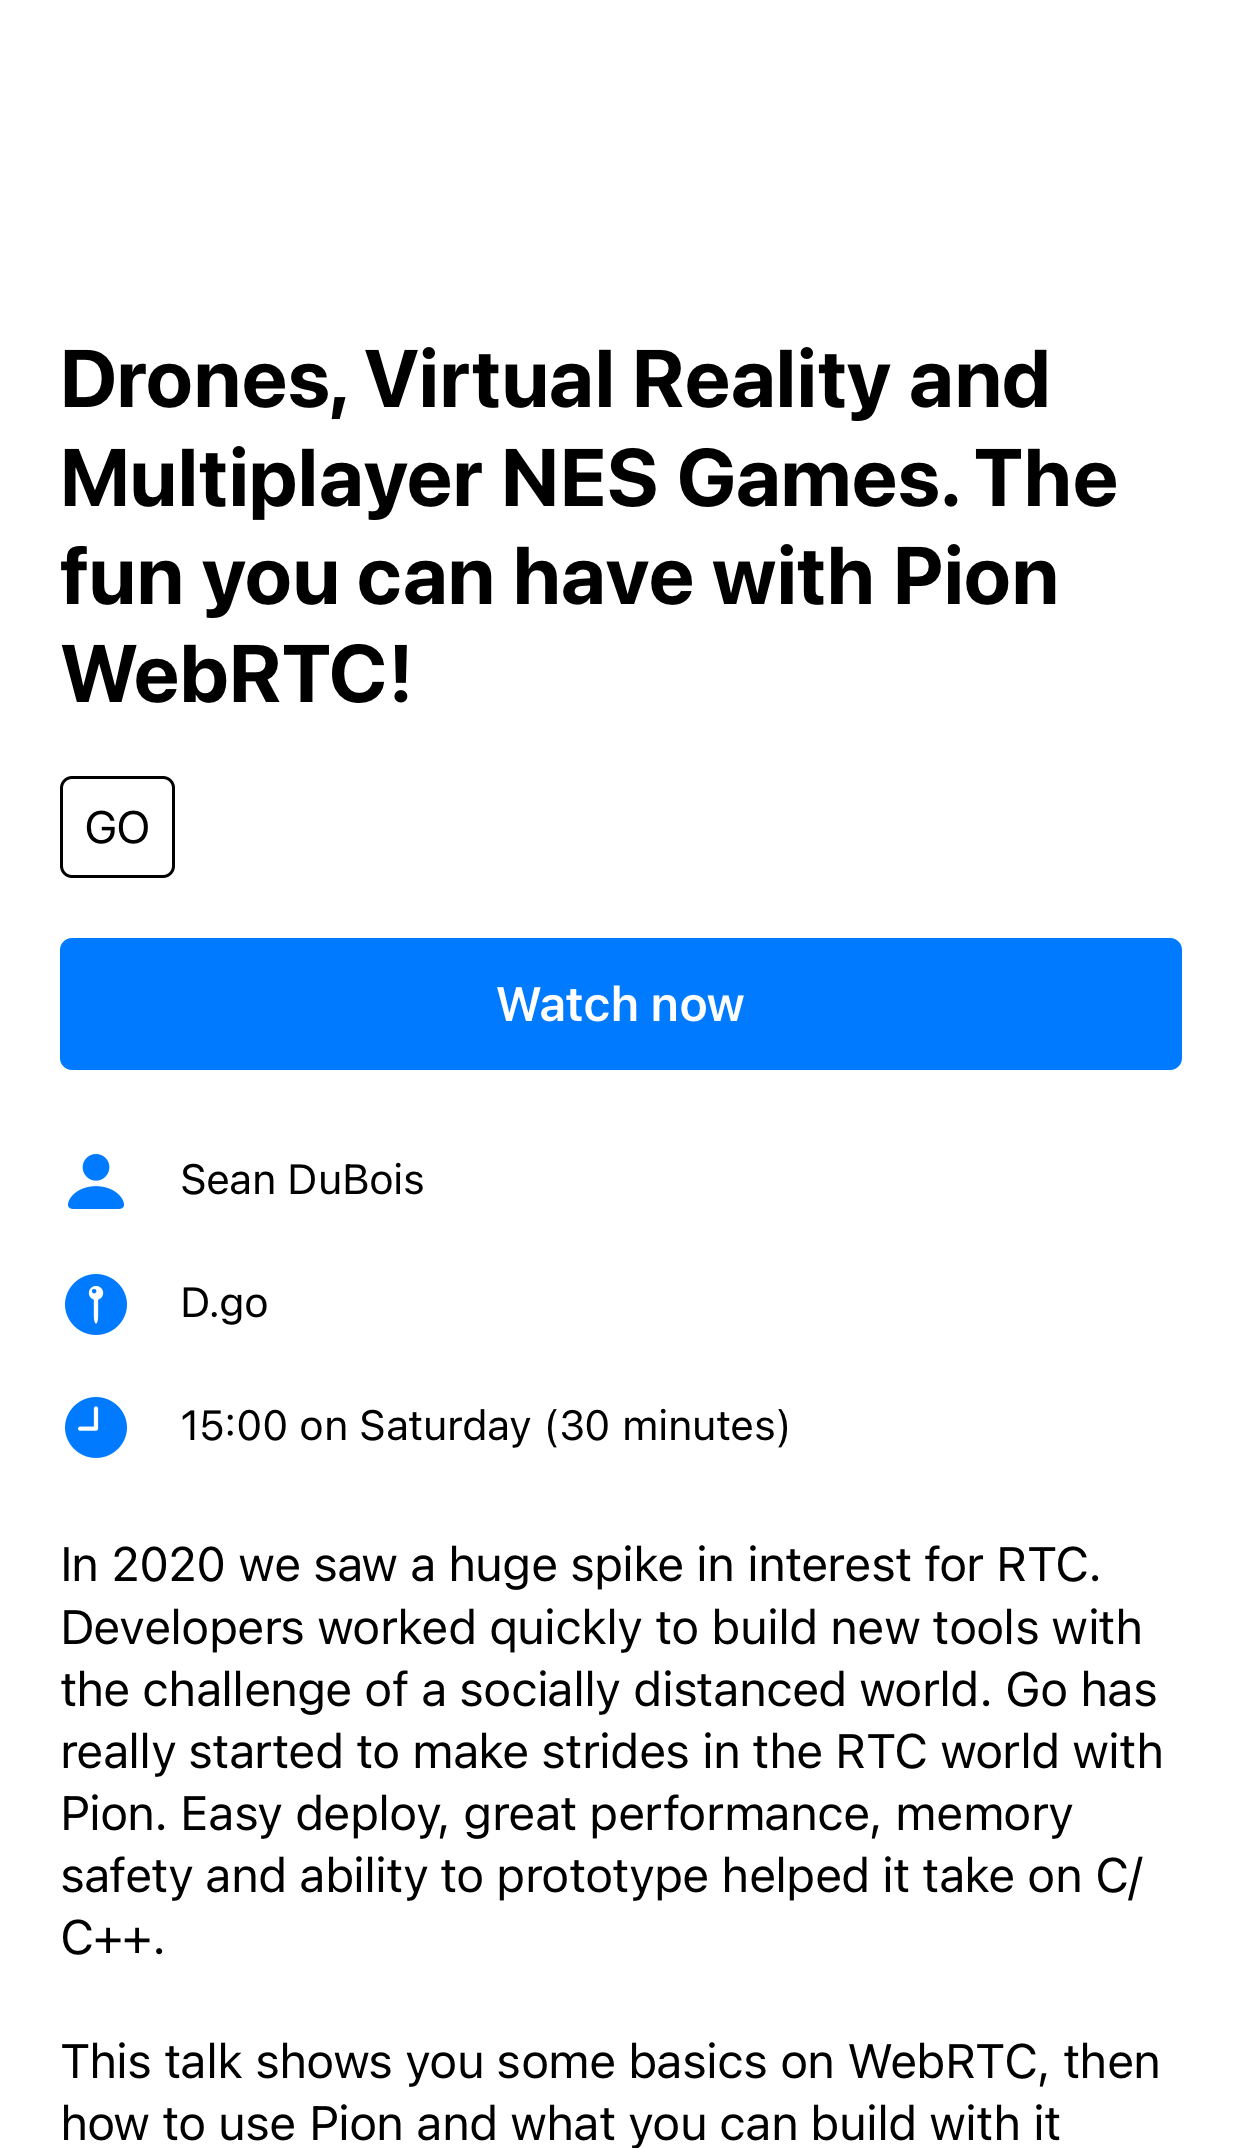 Drones, Virtual Reality and
Multiplayer NES Games. The
fun you can have with Pion
WebRTC!
GO
Watch now
Sean DuBois
D.go
15:00 on Saturday (30 minutes)
In 2020 we saw a huge spike in interest for RTC.
Developers worked quickly to build new tools with
the challenge of a socially distanced world. Go has
really started to make strides in the RTC world with
Pion. Easy deploy, great performance, memory
safety and ability to prototype helped it take on C/
C++.
This talk shows you some basics on WebRTC, then
how to use Pion and what you can build with it